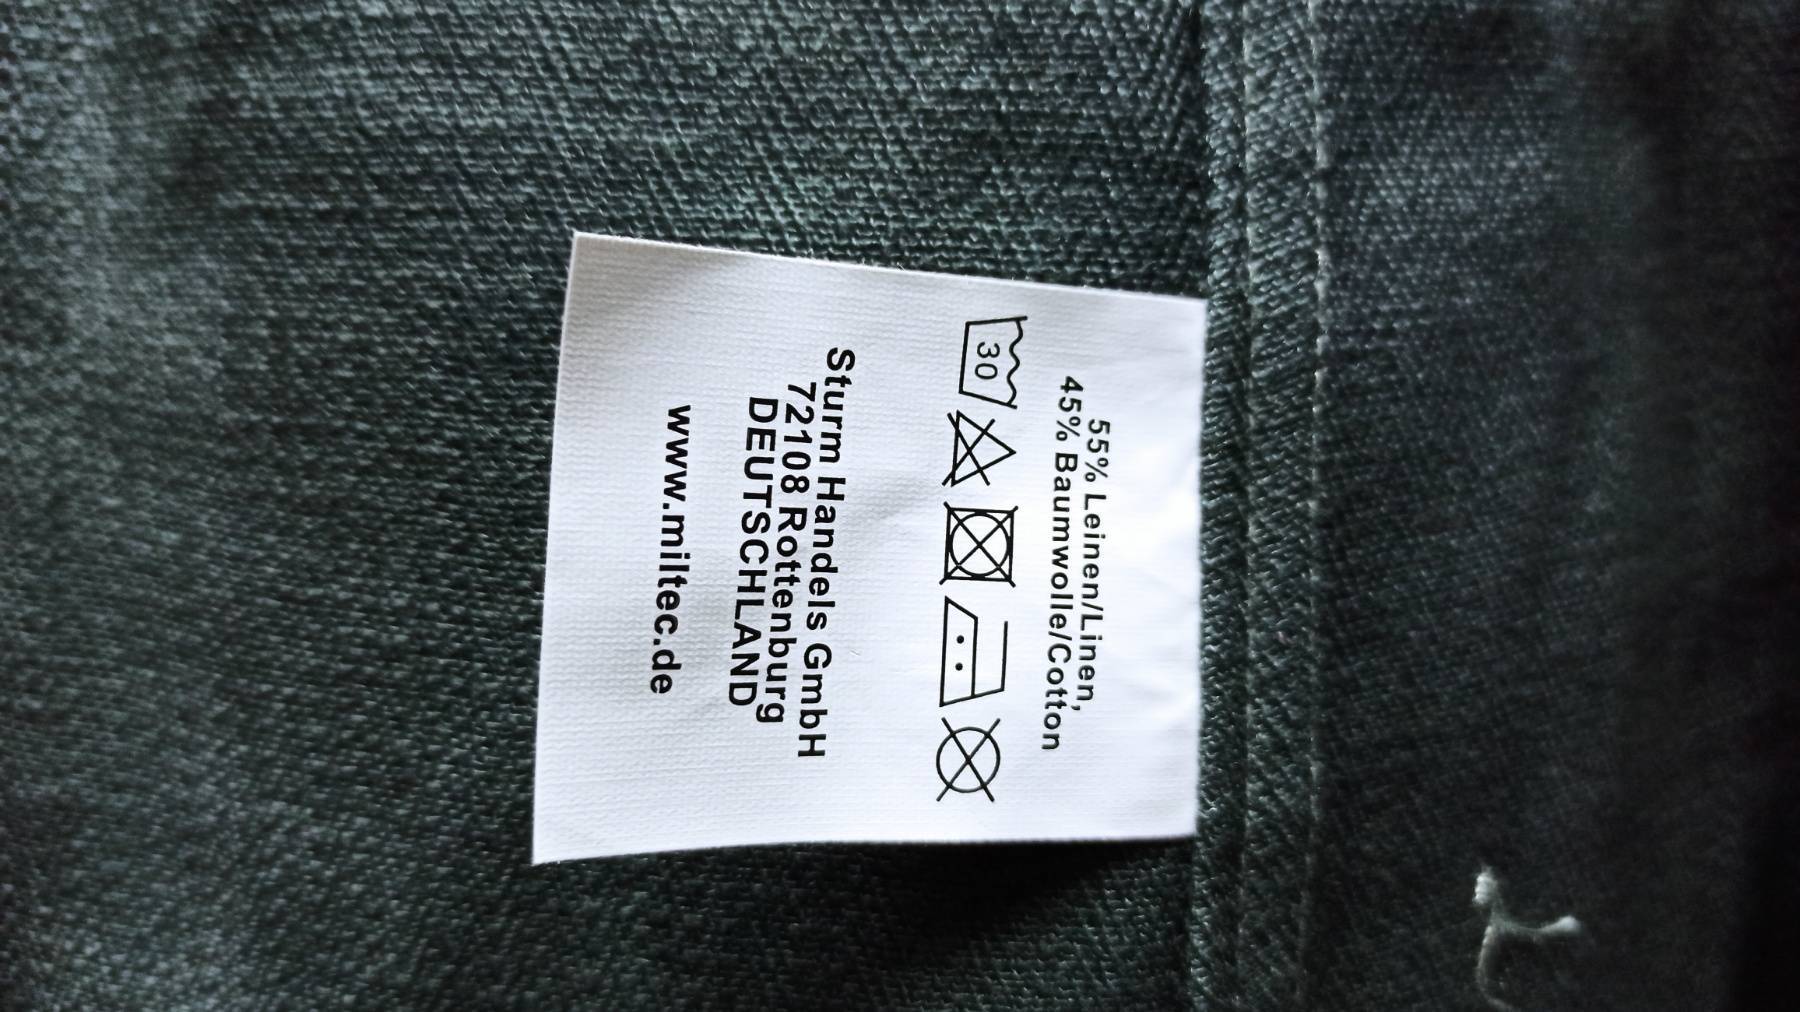 55% Leinen/Linen,
45% Baumwolle/Cotton
30
Sturm Handels GmbH
72108 Rottenburg
DEUTSCHLAND
www.miltec.de